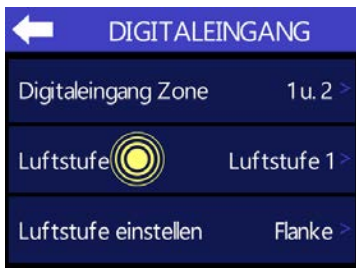 DIGITALEINGANG
Digitaleingang Zone 1 u. 2 >
Luftstufe Luftstufe 1 >
Luftstufe einstellen Flanke >